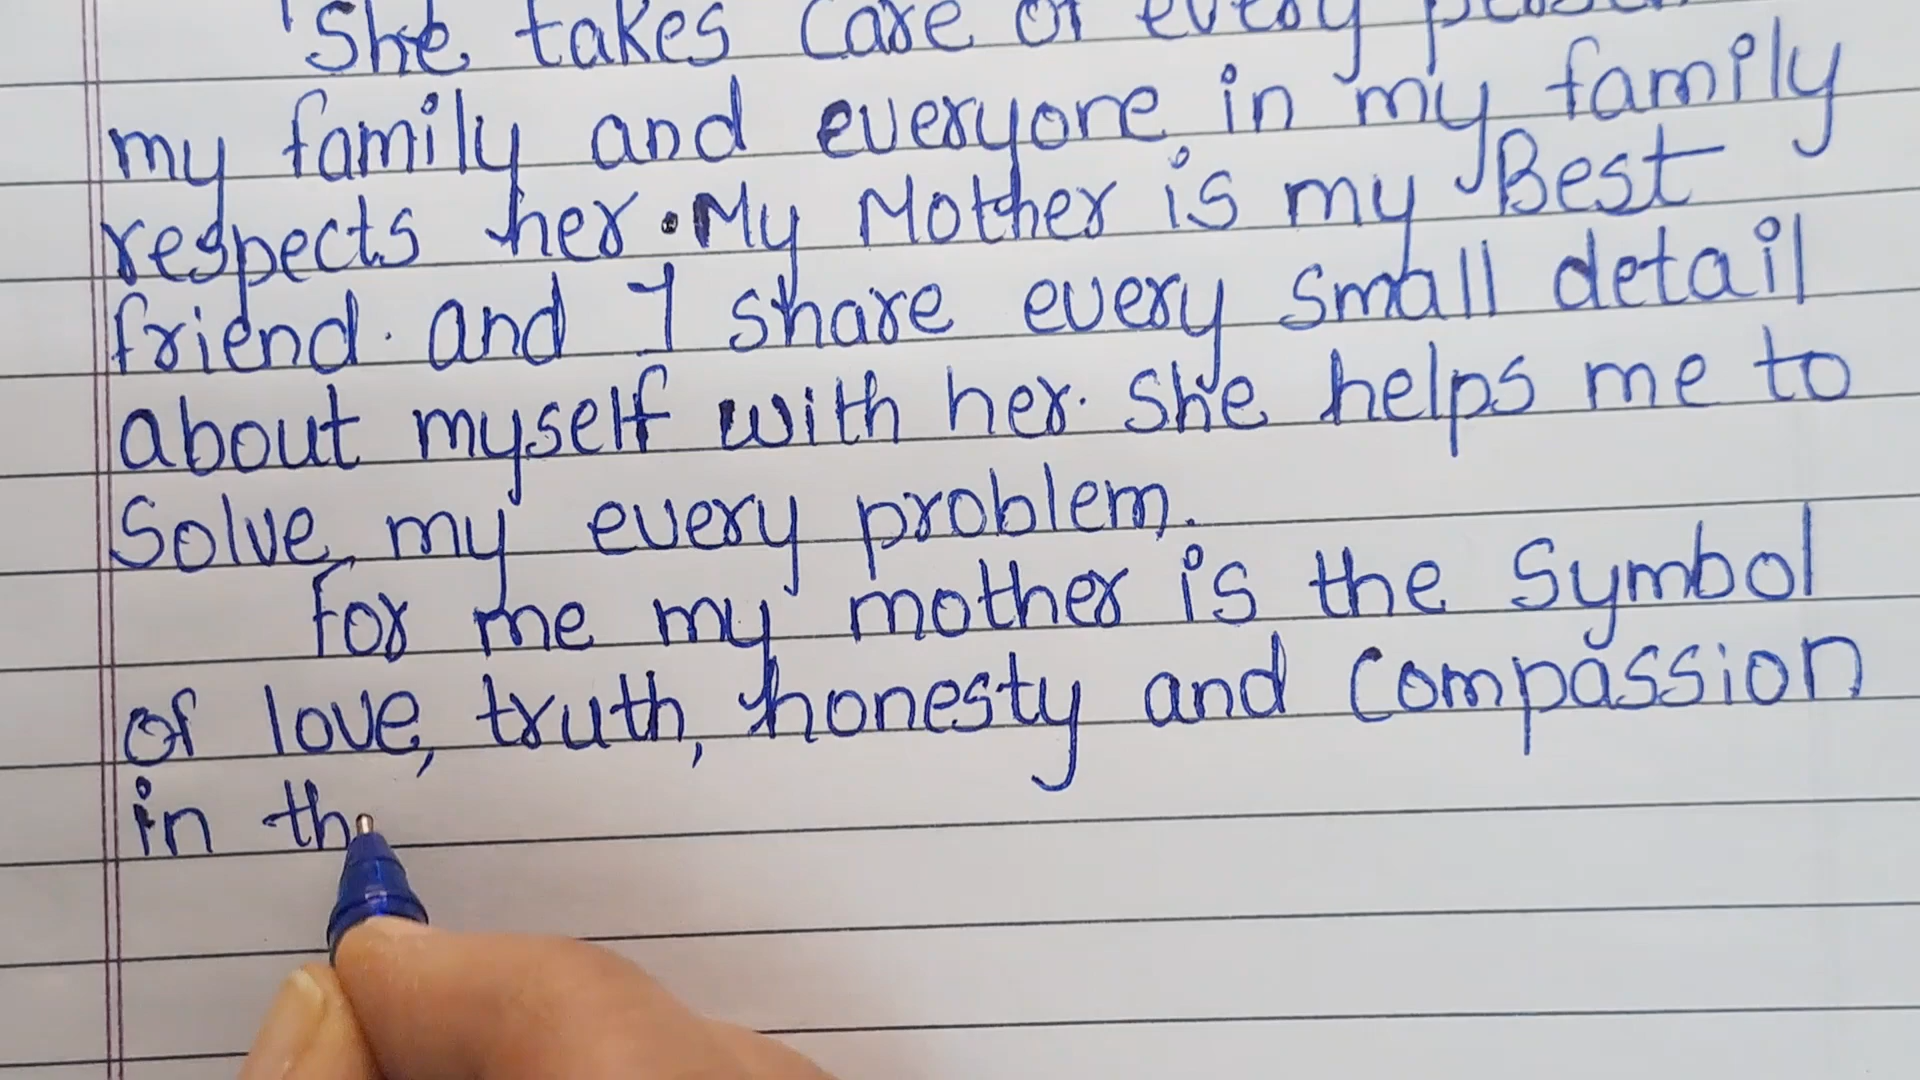 She takes Care of every
my family and everyone in my family
respects her. My Mother is my Best
friend. and I share every small detail
about myself with her. She helps me to
Solve my every problem.
For me my mother is the Symbol
of love, truth, honesty and Compassion
in th